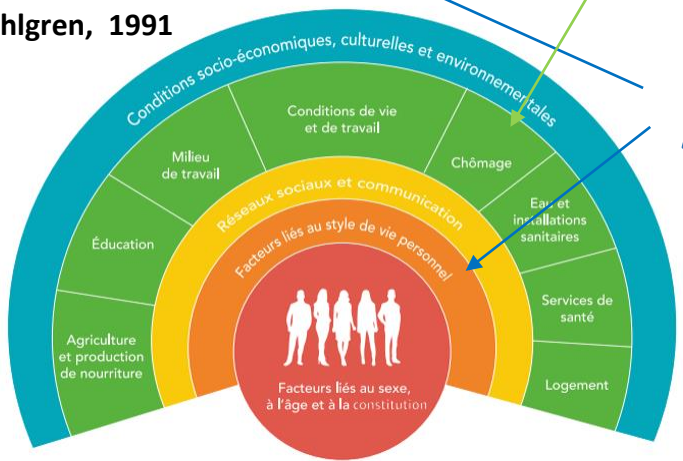 hlgren, 1991
Conditions socio-économiques, culturelles et environnementales
Conditions de vie
et de travail
Milieu
de travail
Chômage
Réseaux sociaux et communication
Eau et
installations
sanitaires
Éducation
Facteurs liés au style de vie personnel
Services de
santé
Agriculture
et production
de nourriture
Logement
Facteurs liés au sexe,
à l'âge et à la constitution